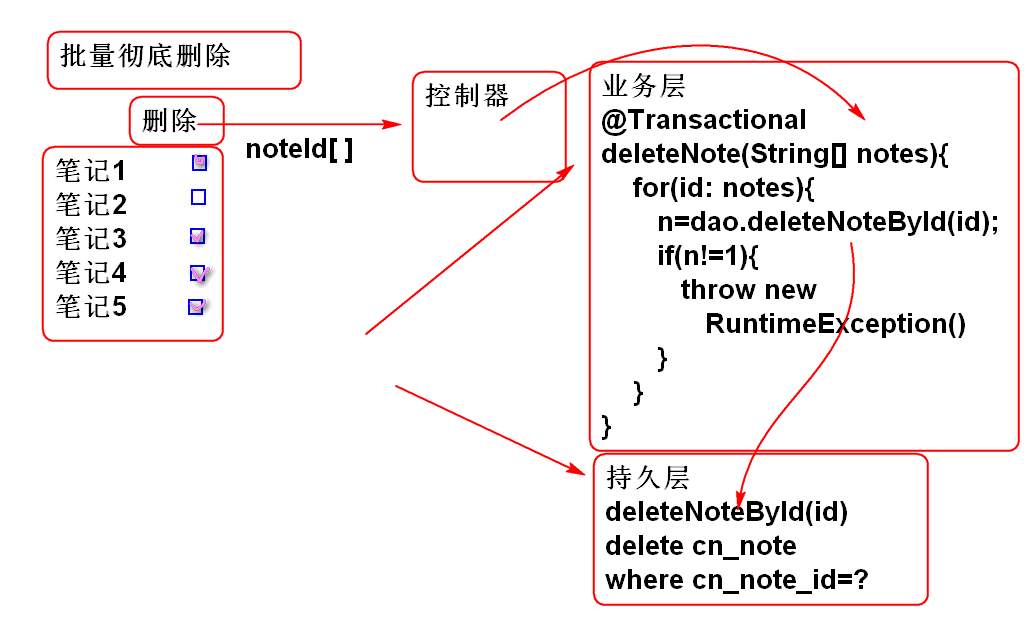 批量彻底删除
删除
noteId[ ]
笔记1
笔记2
笔记3
笔记4
笔记5
控制器
业务层
@Transactional
deleteNote(String[] notes){
for(id: notes){
n=dao.deleteNoteById(id);
if(n!=1){
throw new
RuntimeException()
}
}
}
持久层
deleteNoteById(id)
delete cn_note
where cn_note_id=?